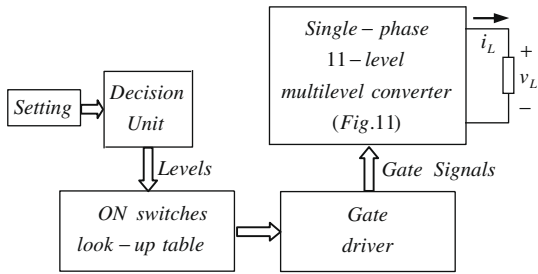 Single – phase
11 – level
multilevel converter
(Fig.11)
i_L
+
v_L
–
Setting
Decision
Unit
Levels
Gate Signals
ON switches
look – up table
Gate
driver